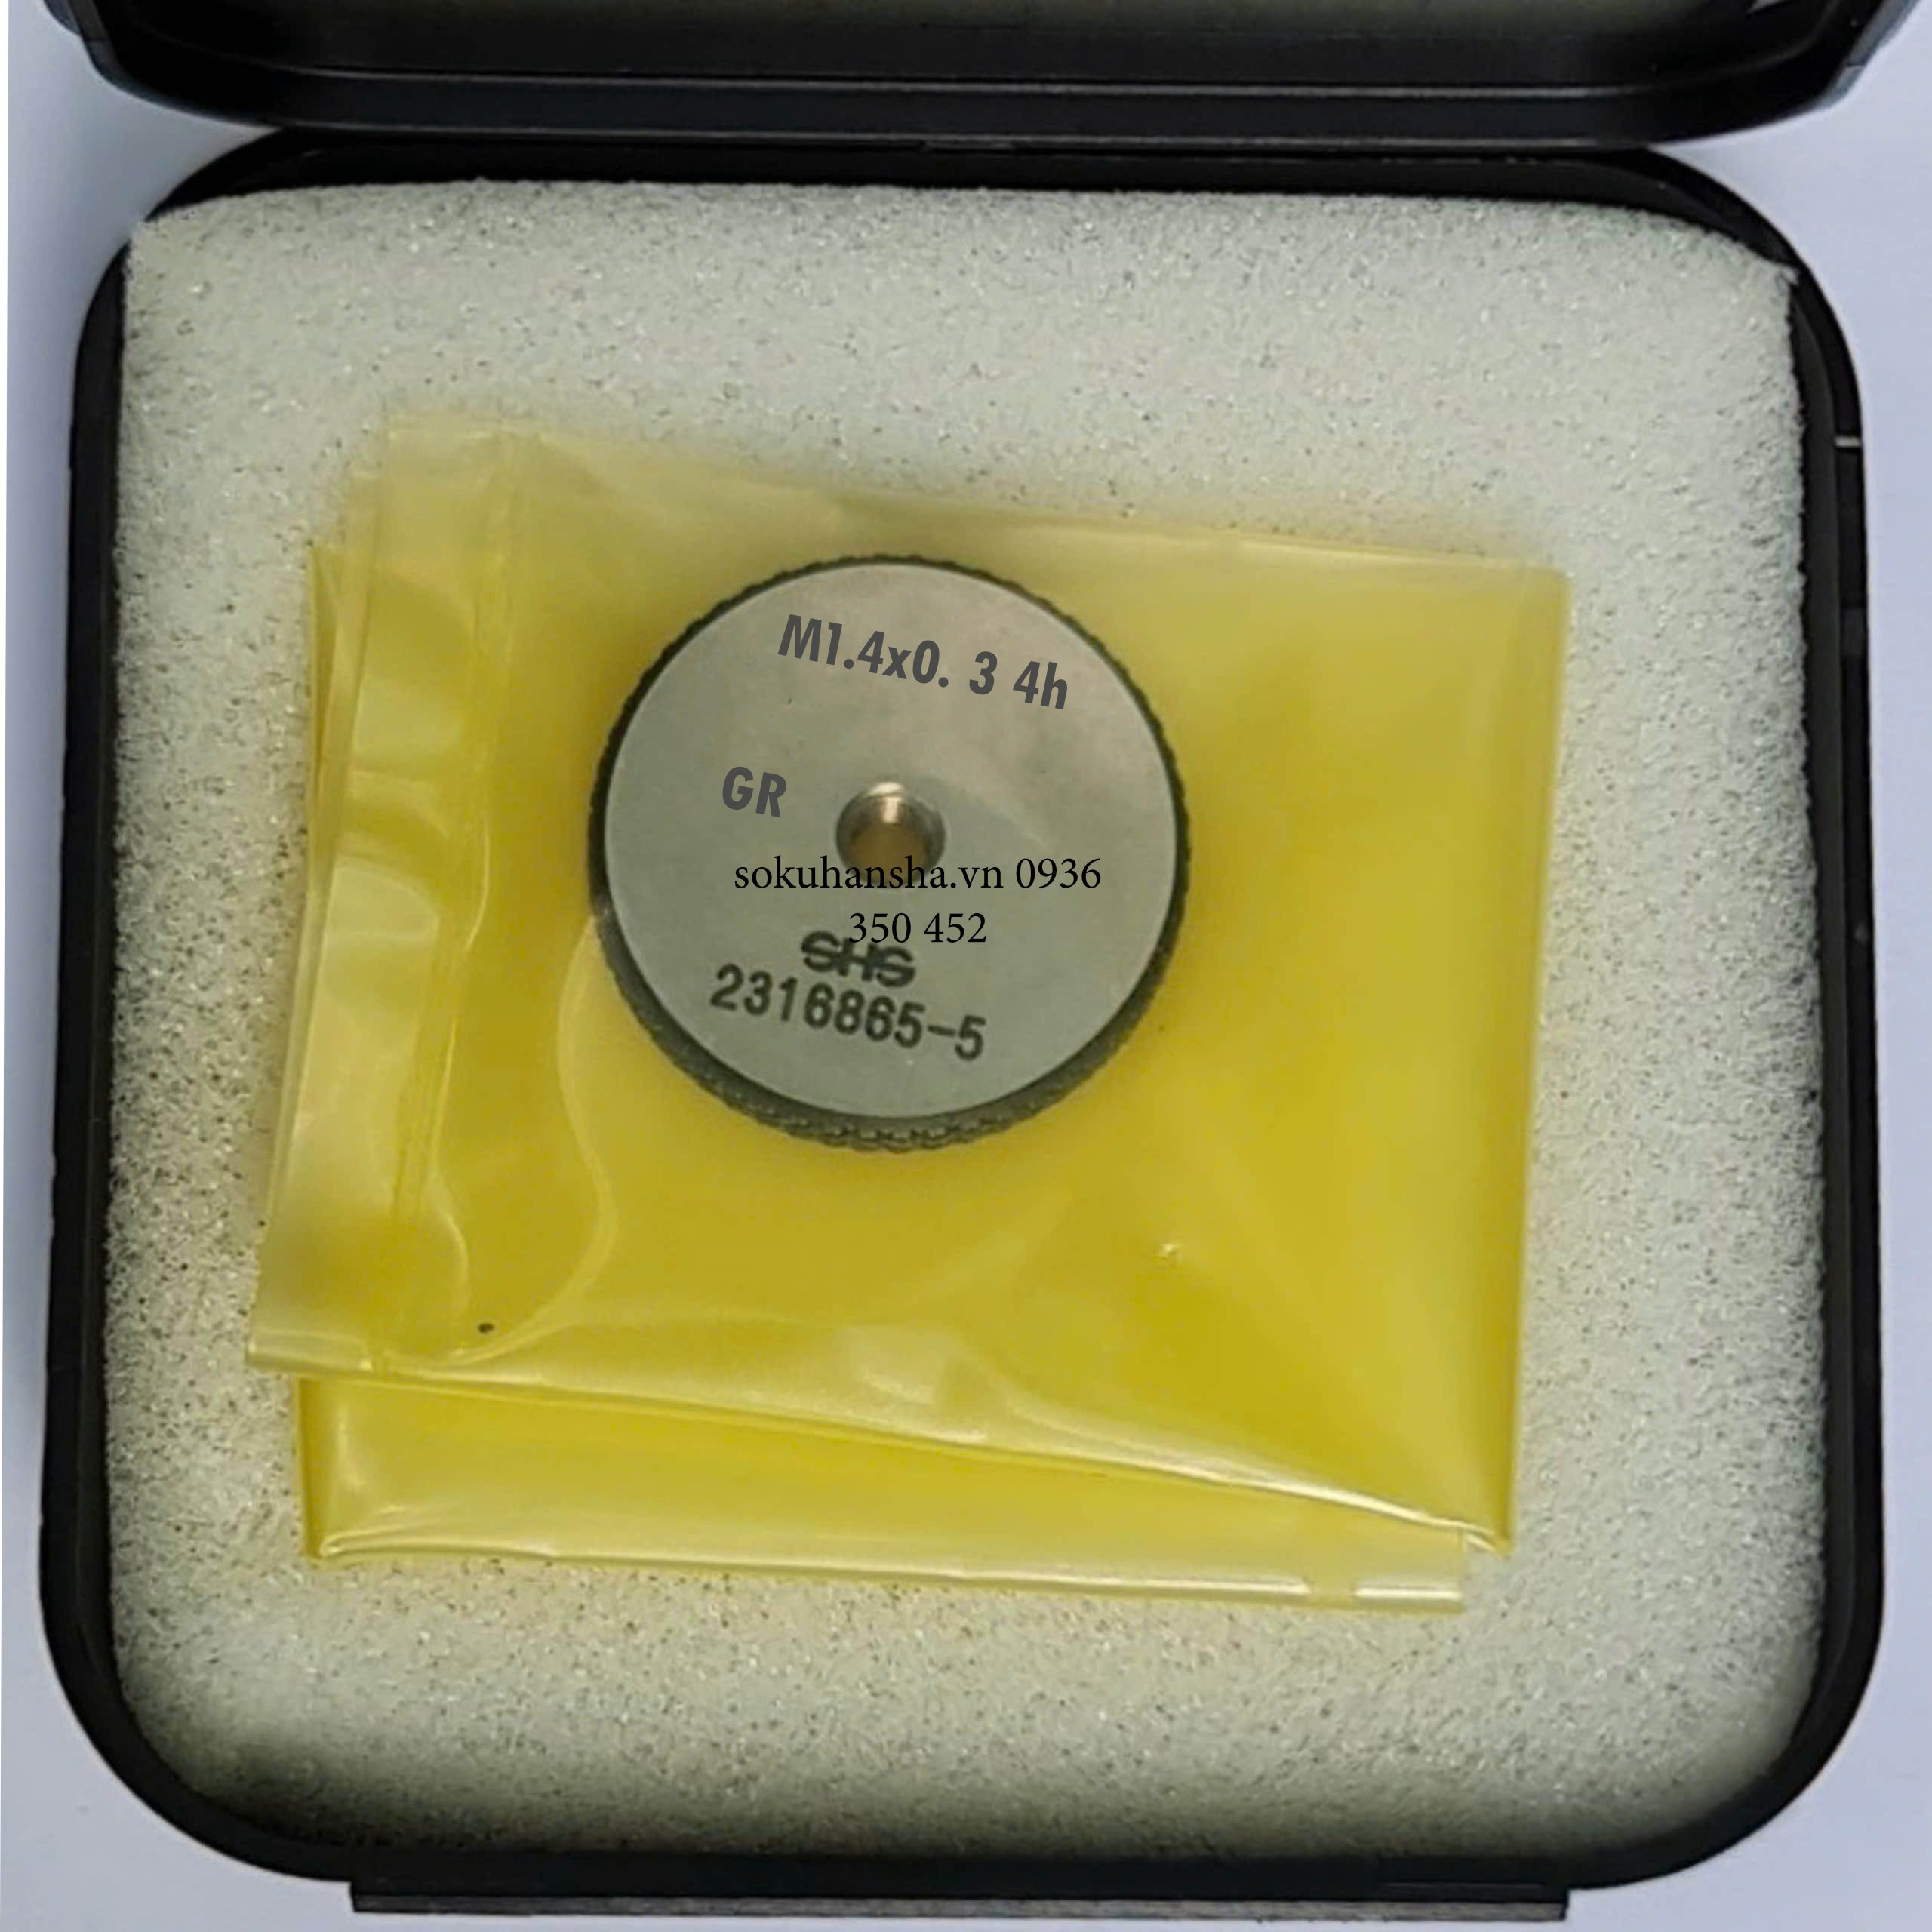 M1.4x0. 3 4h
GR
sokuhansha.vn 0936
350 452
SHS
2316865-5